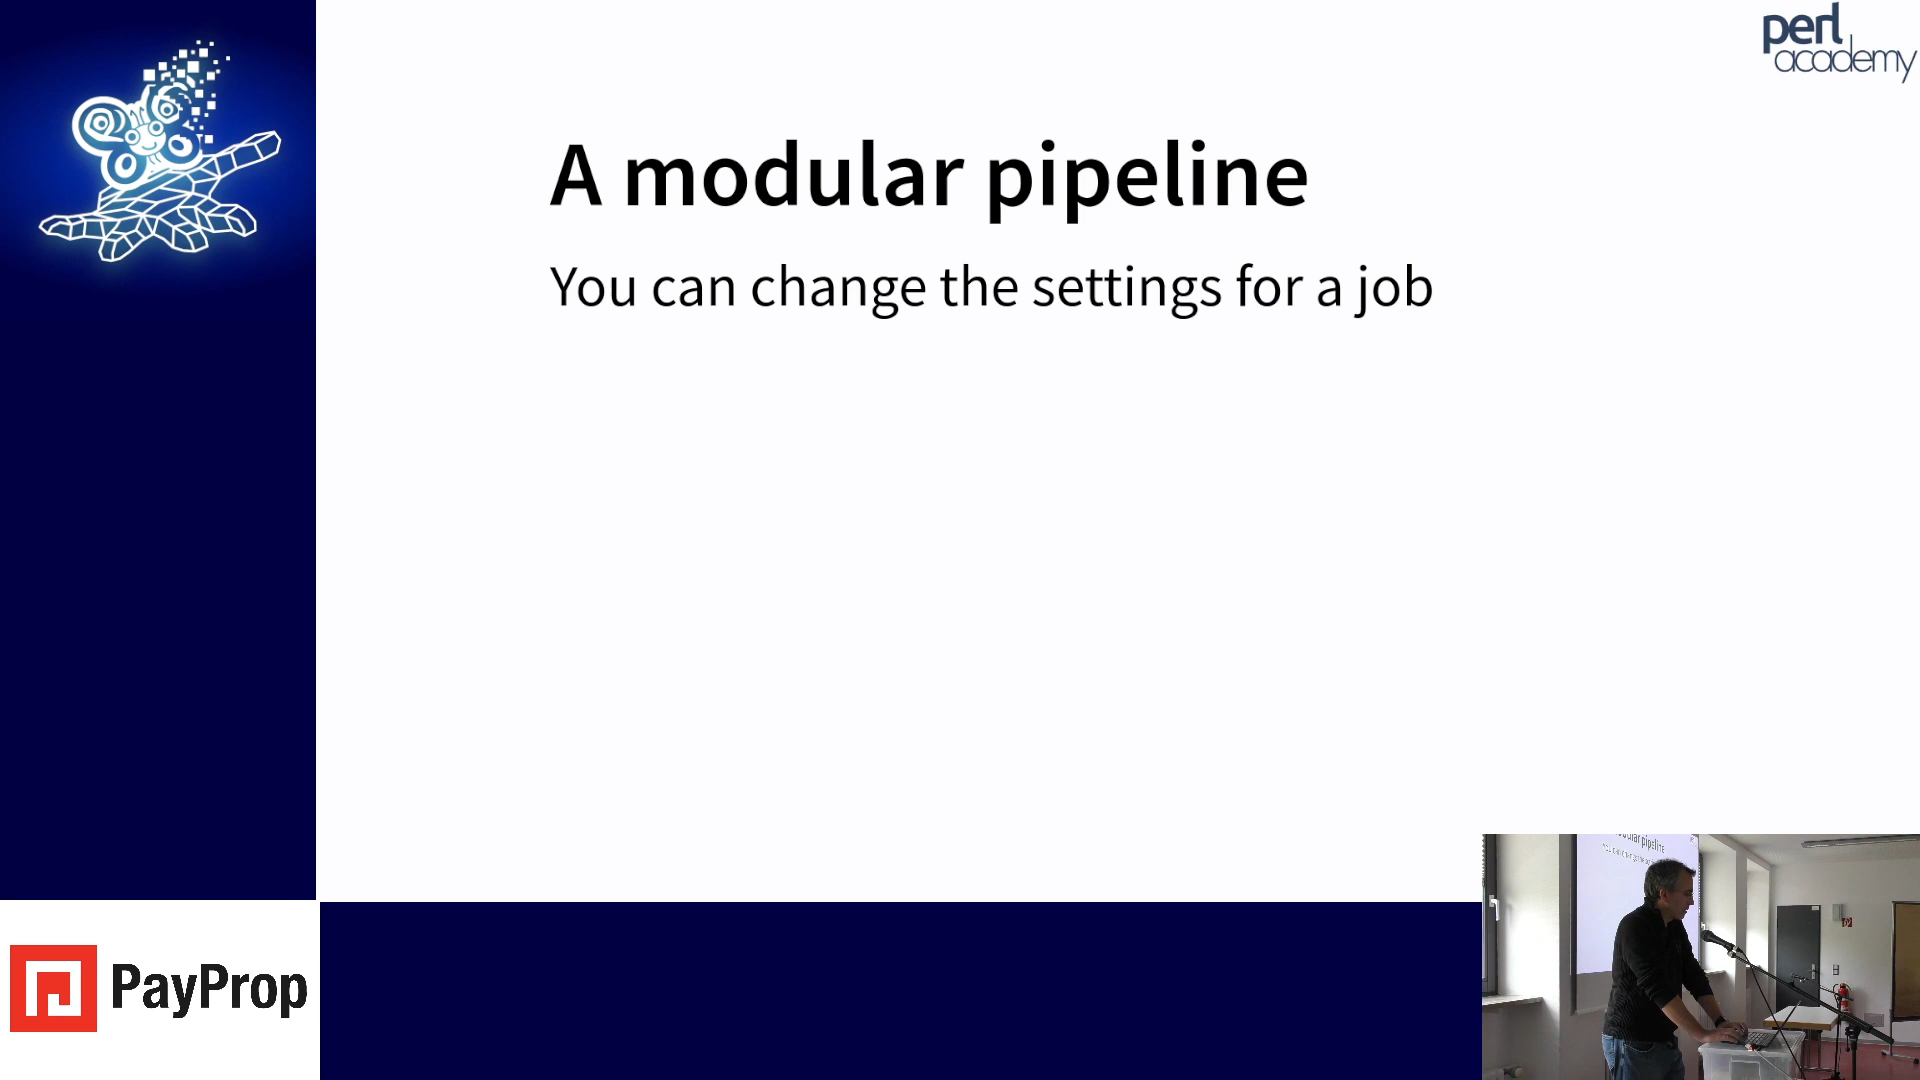 perl
academy
A modular pipeline
You can change the settings for a job
PayProp